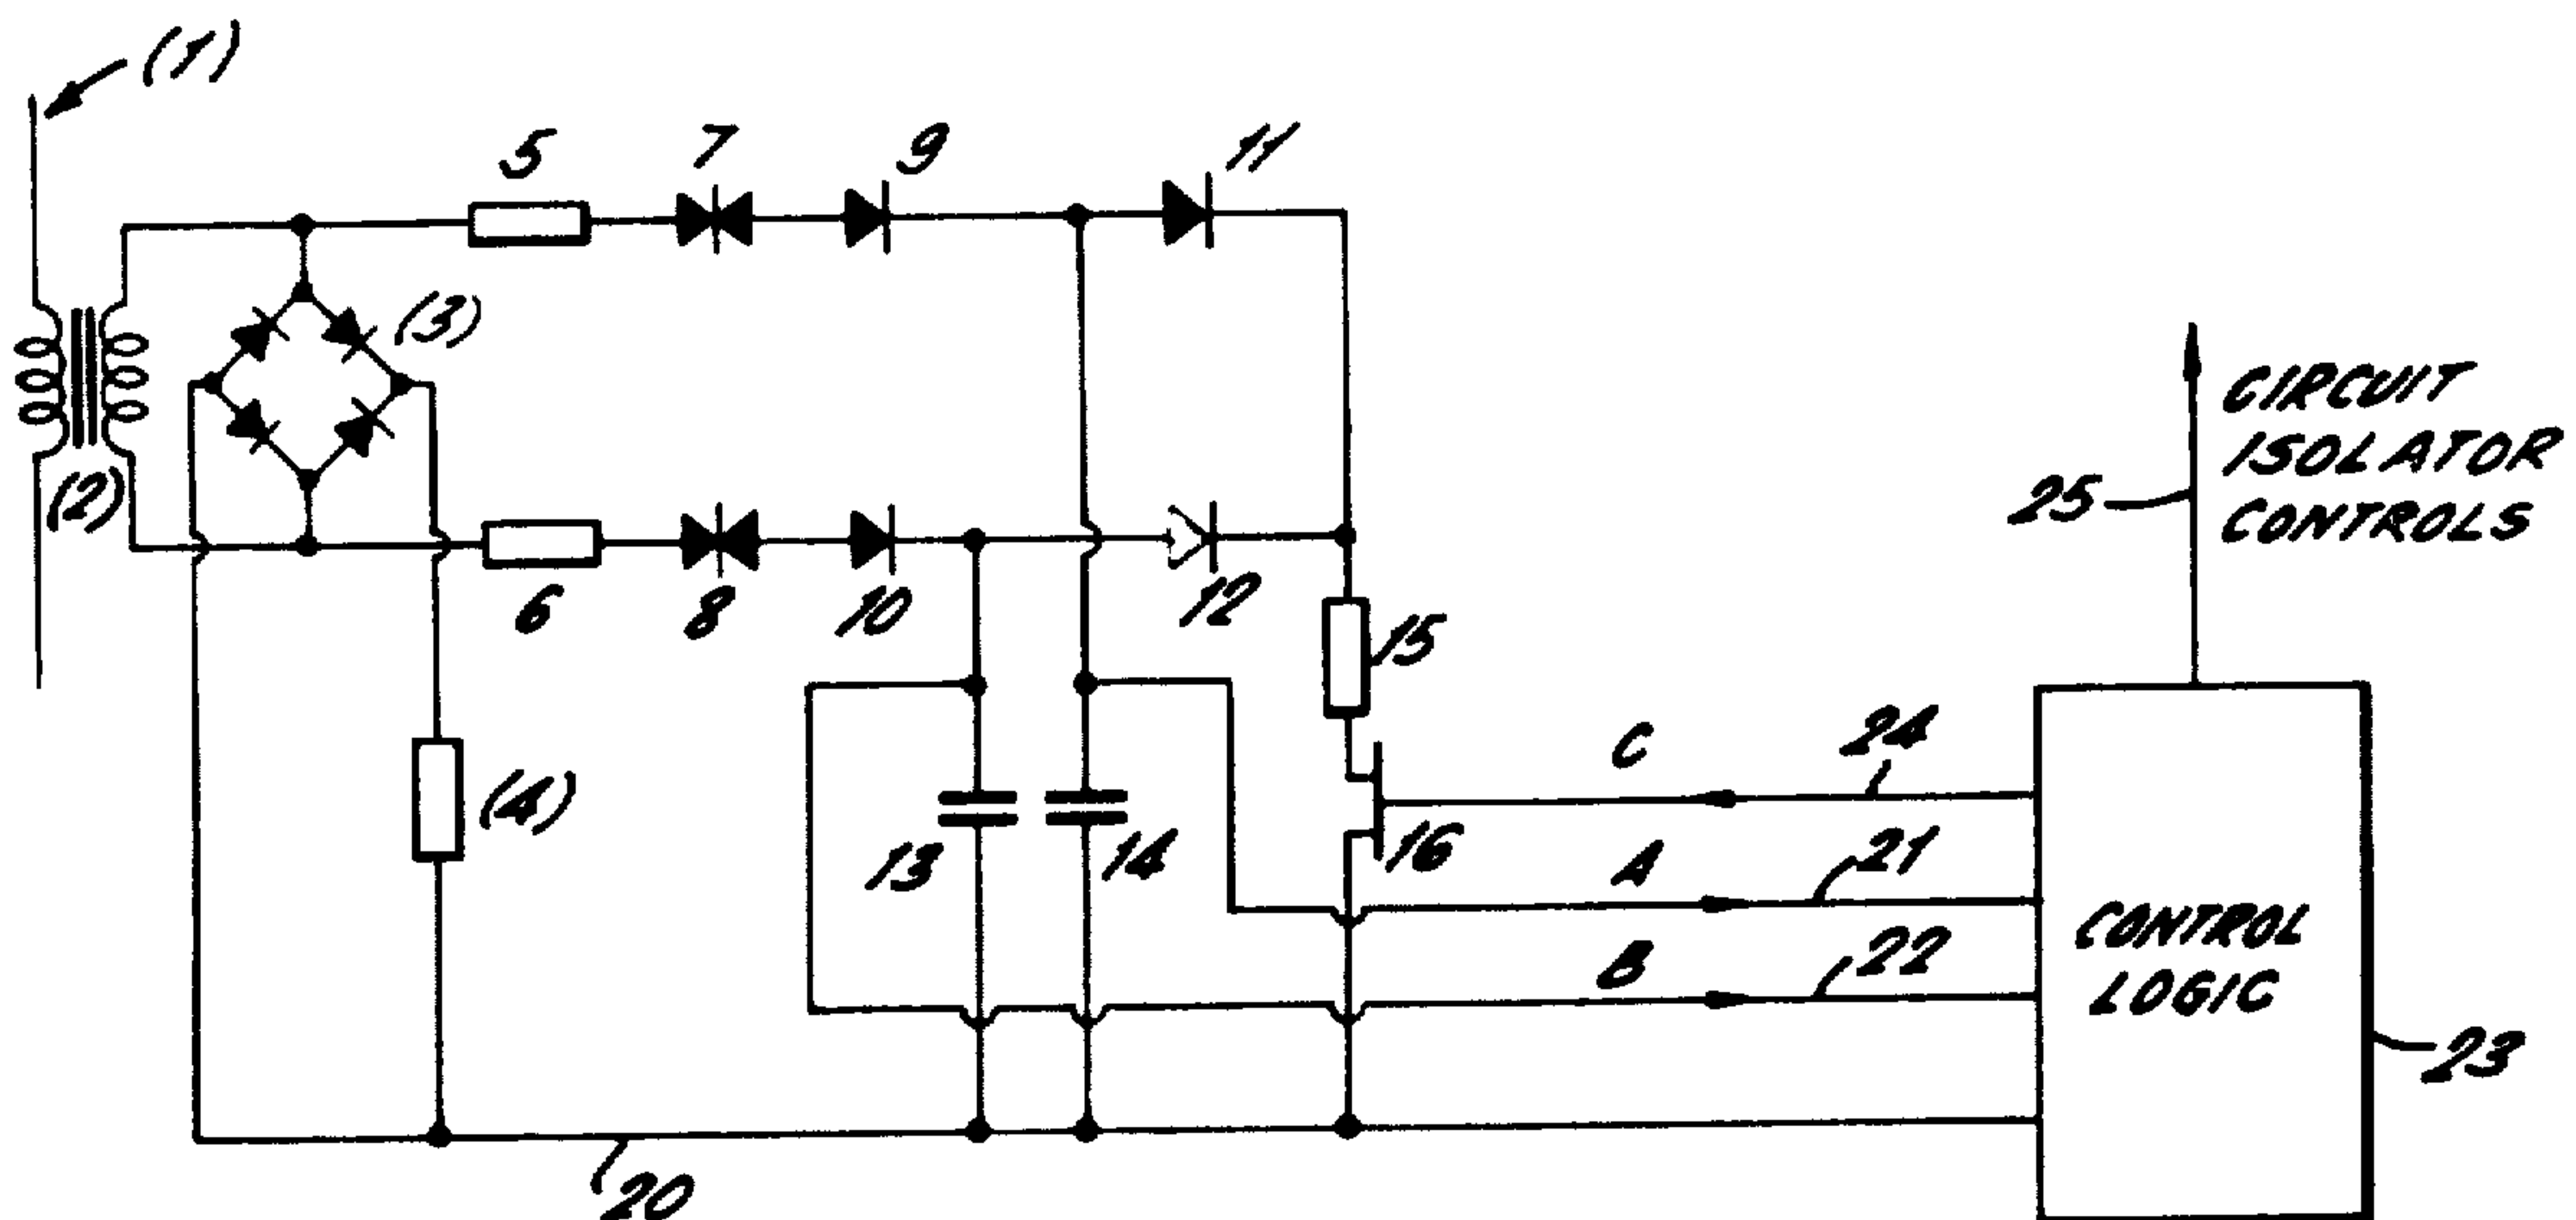 (1)
5
7
9
11
(3)
(2)
6
8
10
12
15
(4)
13
14
16
C
24
A
21
B
22
20
25
CIRCUIT
ISOLATOR
CONTROLS
CONTROL
LOGIC
23